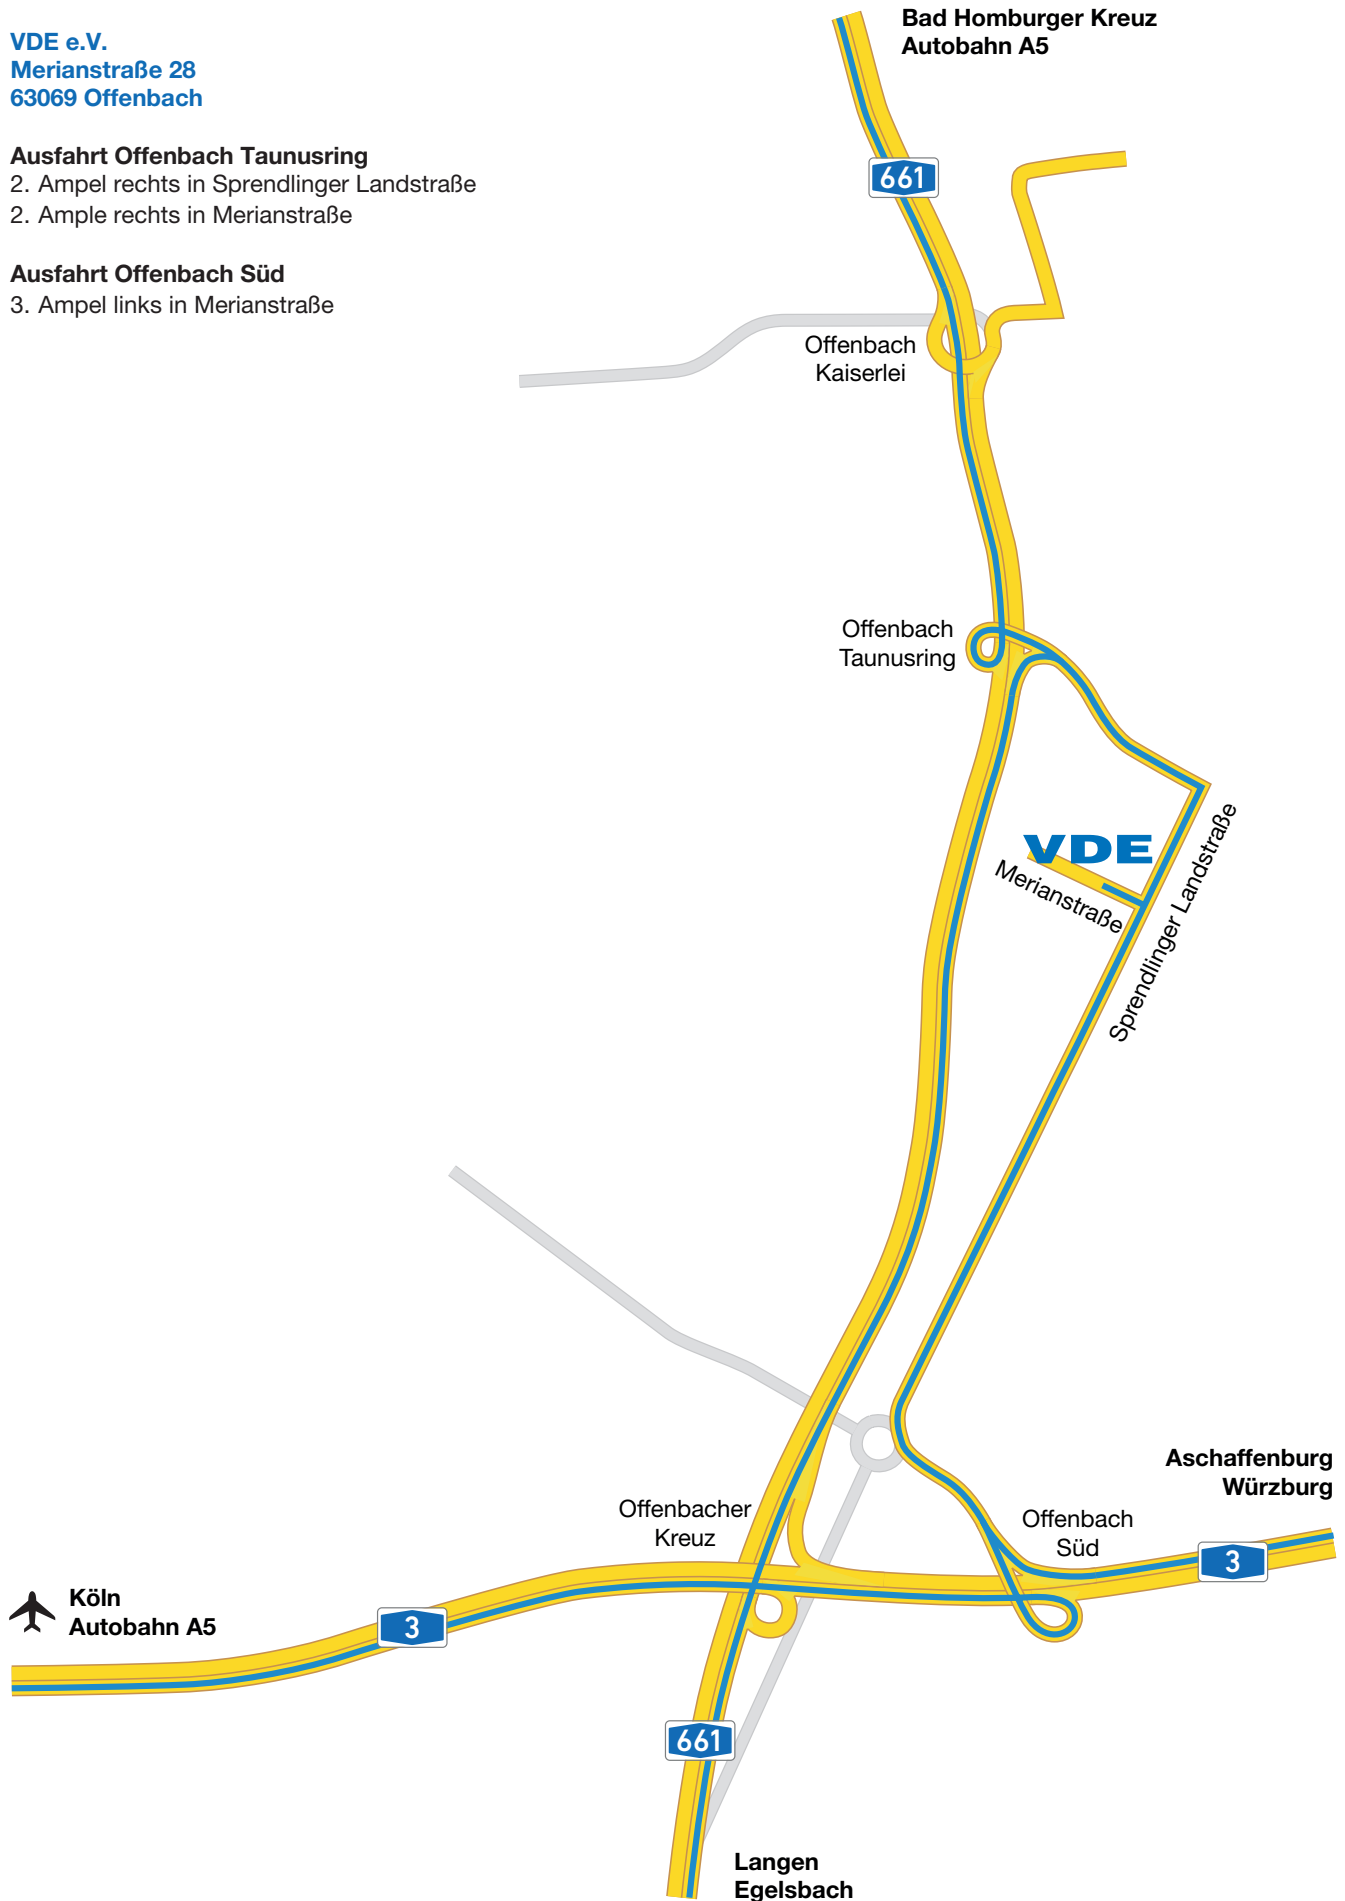 VDE e.V.
Merianstraße 28
63069 Offenbach
Ausfahrt Offenbach Taunusring
2. Ampel rechts in Sprendlinger Landstraße
2. Ample rechts in Merianstraße
Ausfahrt Offenbach Süd
3. Ampel links in Merianstraße
Bad Homburger Kreuz
Autobahn A5
661
Offenbach
Kaiserlei
Offenbach
Taunusring
VDE
Merianstraße
Sprendlinger Landstraße
Aschaffenburg
Würzburg
Offenbacher
Kreuz
Offenbach
Süd
3
Köln
Autobahn A5
3
661
Langen
Egelsbach